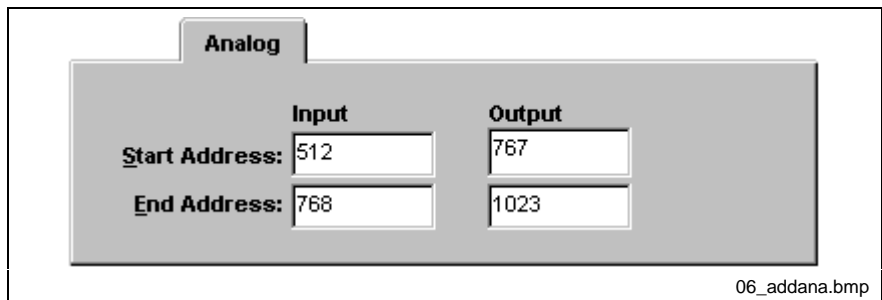 Analog
Input Output
Start Address: 512 767
End Address: 768 1023
06_addana.bmp